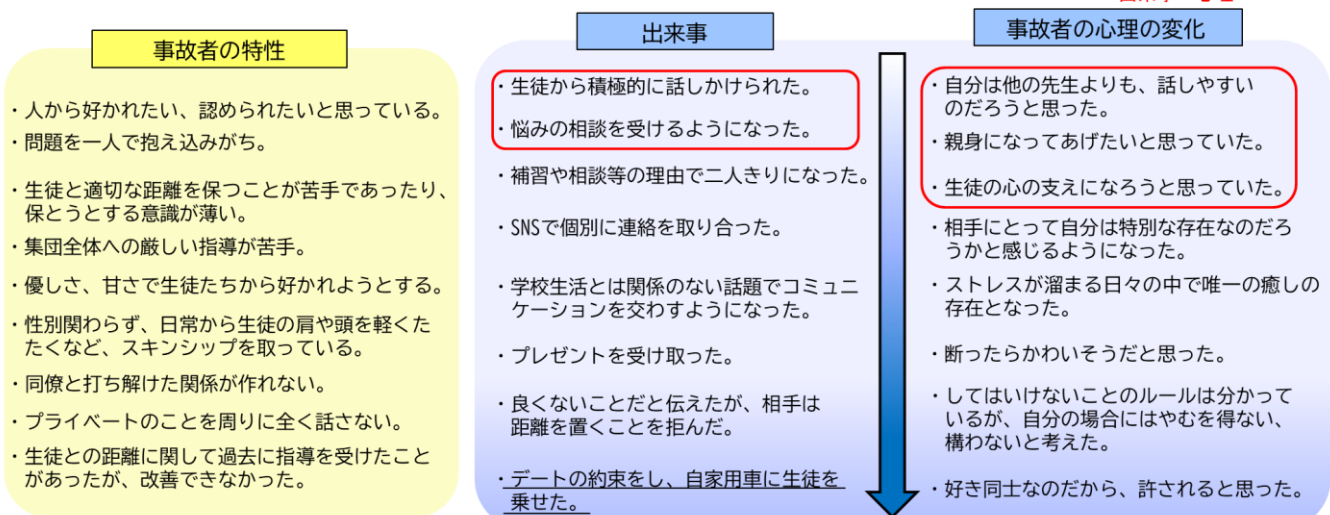 事故者の特性
・人から好かれたい、認められたいと思っている。
・問題を一人で抱え込みがち。
・生徒と適切な距離を保つことが苦手であったり、
保とうとする意識が薄い。
・集団全体への厳しい指導が苦手。
・優しさ、甘さで生徒たちから好かれようとする。
・性別関わらず、日常から生徒の肩や頭を軽くた
たくなど、スキンシップを取っている。
・同僚と打ち解けた関係が作れない。
・プライベートのことを周りに全く話さない。
・生徒との距離に関して過去に指導を受けたこと
があったが、改善できなかった。
出来事
・生徒から積極的に話しかけられた。
・悩みの相談を受けるようになった。
・補習や相談等の理由で二人きりになった。
・SNSで個別に連絡を取り合った。
・学校生活とは関係のない話題でコミュニ
ケーションを交わすようになった。
・プレゼントを受け取った。
・良くないことだと伝えたが、相手は
距離を置くことを拒んだ。
・デートの約束をし、自家用車に生徒を
乗せた。
事故者の心理の変化
・自分は他の先生よりも、話しやすい
のだろうと思った。
・親身になってあげたいと思っていた。
・生徒の心の支えになろうと思っていた。
・相手にとって自分は特別な存在なのだろ
うかと感じるようになった。
・ストレスが溜まる日々の中で唯一の癒しの
存在となった。
・断ったらかわいそうだと思った。
・してはいけないことのルールは分かって
いるが、自分の場合にはやむを得ない、
構わないと考えた。
・好き同士なのだから、許されると思った。